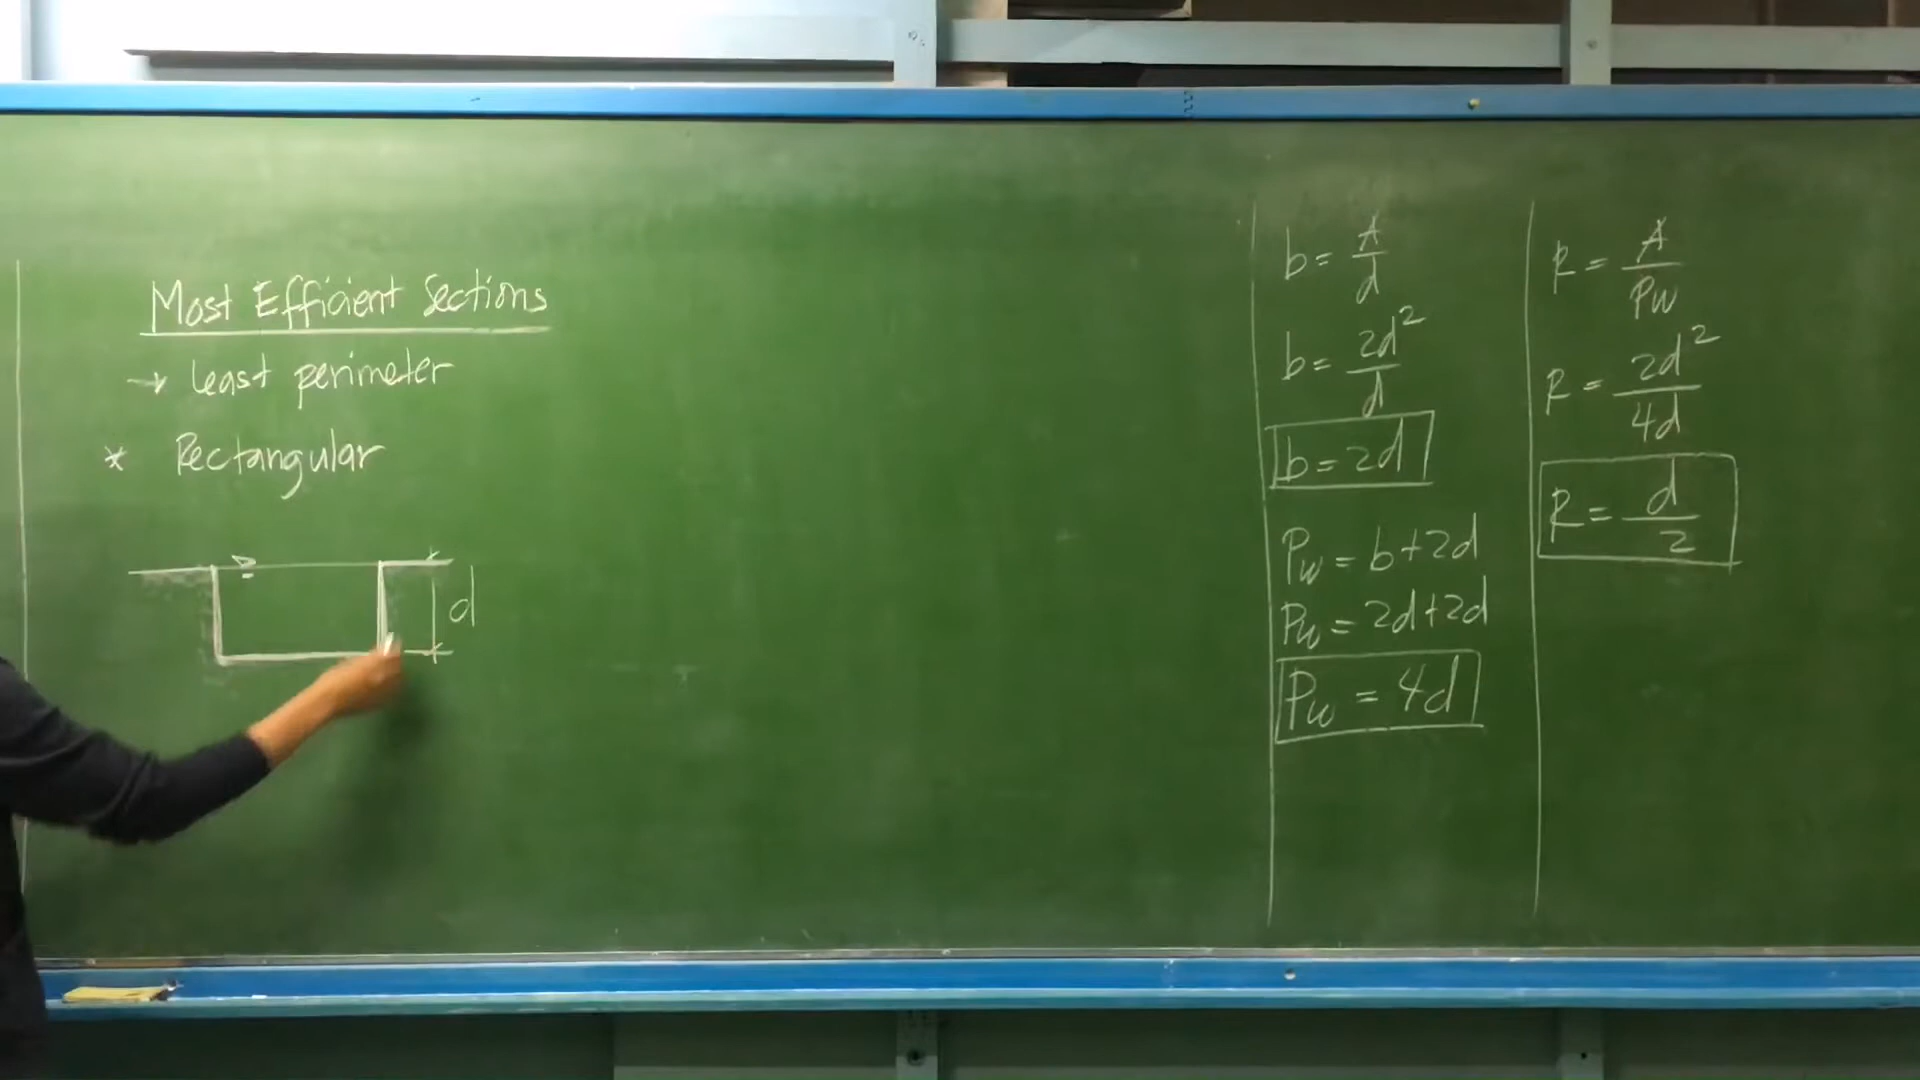 Most Efficient Sections
→ least perimeter
* Rectangular
d
b = A/d
b = 2d²/d
b = 2d
Pw = b+2d
Pw = 2d+2d
Pw = 4d
R = A/Pw
R = 2d²/4d
R = d/2